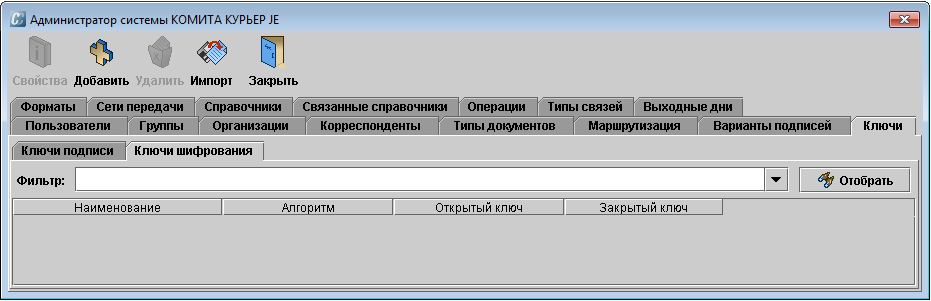 Администратор системы КОМИТА КУРЬЕР JE
Свойства Добавить Удалить Импорт Закрыть
Форматы Сети передачи Справочники Связанные справочники Операции Типы связей Выходные дни
Пользователи Группы Организации Корреспонденты Типы документов Маршрутизация Варианты подписей Ключи
Ключи подписи Ключи шифрования
Фильтр: Отобрать
Наименование Алгоритм Открытый ключ Закрытый ключ